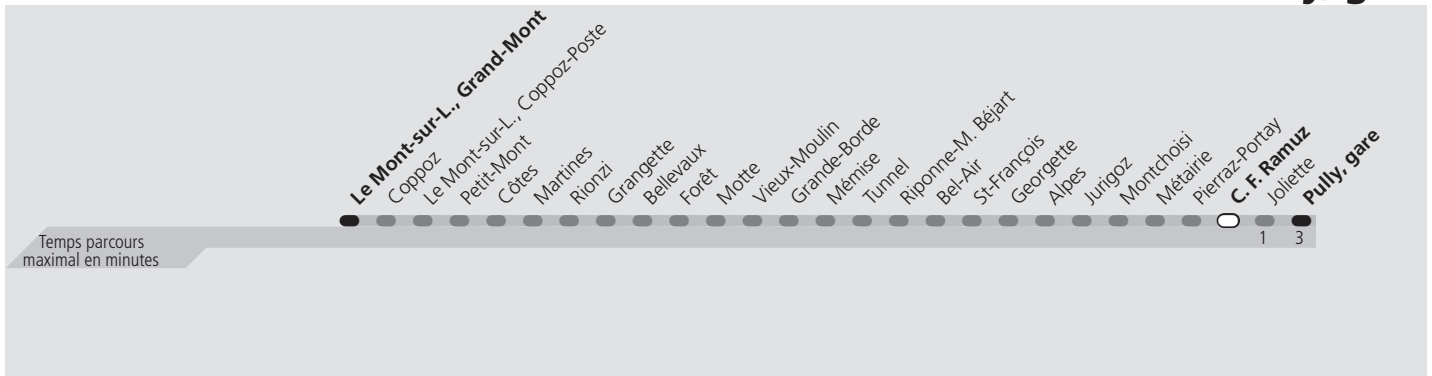 Le Mont-sur-L., Grand-Mont
Coppoz
Le Mont-sur-L., Coppoz-Poste
Petit-Mont
Côtes
Martines
Rionzi
Grangette
Bellevaux
Forêt
Motte
Vieux-Moulin
Grande-Borde
Mémise
Tunnel
Riponne-M. Béjart
Bel-Air
St-François
Georgette
Alpes
Jurigoz
Montchoisi
Métairie
Pierraz-Portay
C. F. Ramuz
Joliette
Pully, gare
Temps parcours
maximal en minutes
1 3